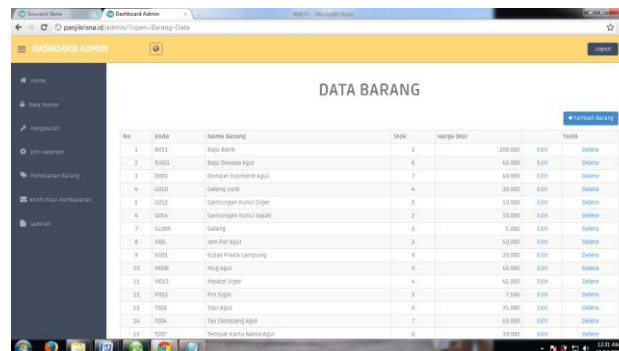 Souvenir Store
Dashboard Admin
panjikrisna.id/admin/?open=Barang-Data
DASBOARD ADMIN
Logout
Home
Data Master
Pengaturan
Edit Halaman
Pemesanan Barang
Konfirmasi Pembayaran
Laporan
DATA BARANG
+Tambah Barang
No Kode Nama Barang Stok Harga (Rp) Tools
1 B011 Baju Batik 3 200.000 Edit Delete
2 Baju Dewasa Agul 6 60.000 Edit Delete
3 Dompet Kosmetik Agul 7 40.000 Edit Delete
4 G010 Gelang Lipik 4 30.000 Edit Delete
5 G013 Gantungan Kunci Siger 3 10.000 Edit Delete
6 G014 Gantungan Kunci Gajah 2 10.000 Edit Delete
7 GL009 Galang 3 5.000 Edit Delete
8 J005 Jam Per Agul 2 50.000 Edit Delete
9 K001 Kipas Prada Lampung 9 20.000 Edit Delete
10 M006 Mug Agul 0 50.000 Edit Delete
11 M013 Maskot Siger 4 45.000 Edit Delete
12 P012 Pin Siger 3 7.500 Edit Delete
13 T002 Topi Agul 0 35.000 Edit Delete
14 T004 Tas Slempang Agul 7 50.000 Edit Delete
15 T007 Tempat Kartu Nama Agul 0 30.000 Edit Delete
12:31 AM